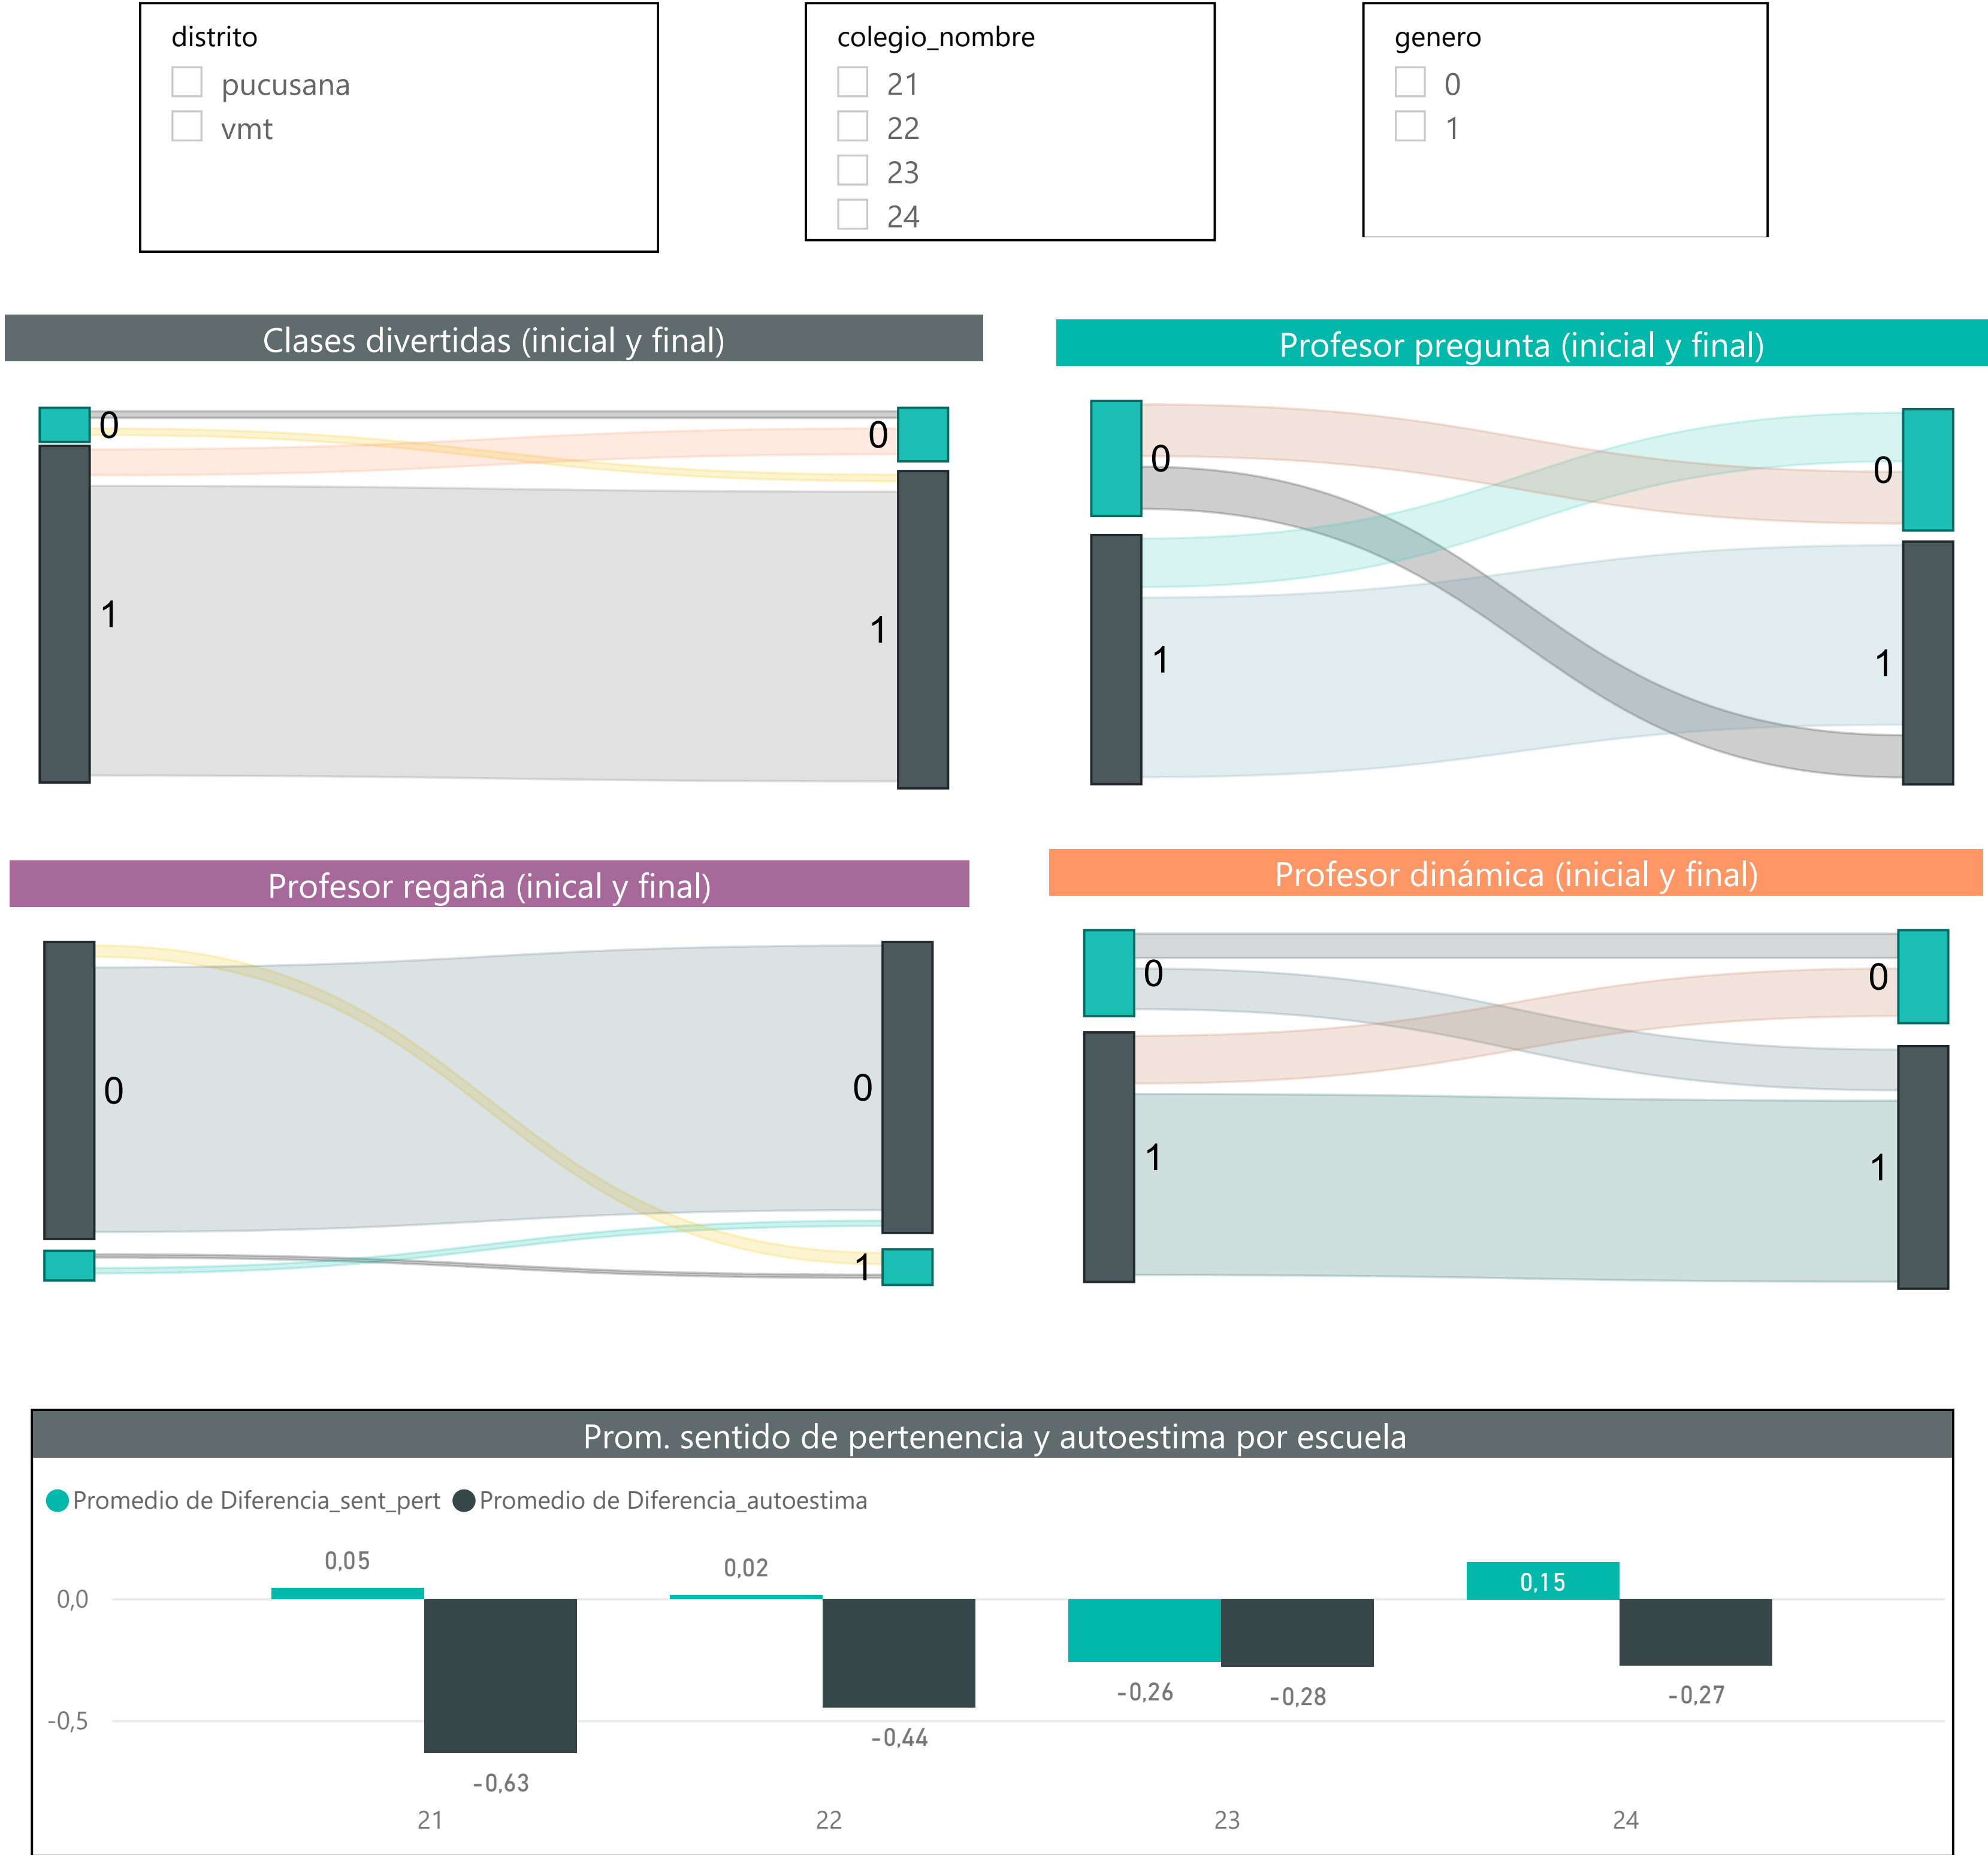 distrito
pucusana
vmt
colegio_nombre
21
22
23
24
genero
0
1
Clases divertidas (inicial y final)
0
0
1
1
Profesor pregunta (inicial y final)
0
0
1
1
Profesor regaña (inical y final)
0
0
1
Profesor dinámica (inicial y final)
0
0
1
1
Prom. sentido de pertenencia y autoestima por escuela
Promedio de Diferencia_sent_pert Promedio de Diferencia_autoestima
0,05
0,02
0,15
0,0
-0,26
-0,28
-0,27
-0,5
-0,44
-0,63
21 22 23 24